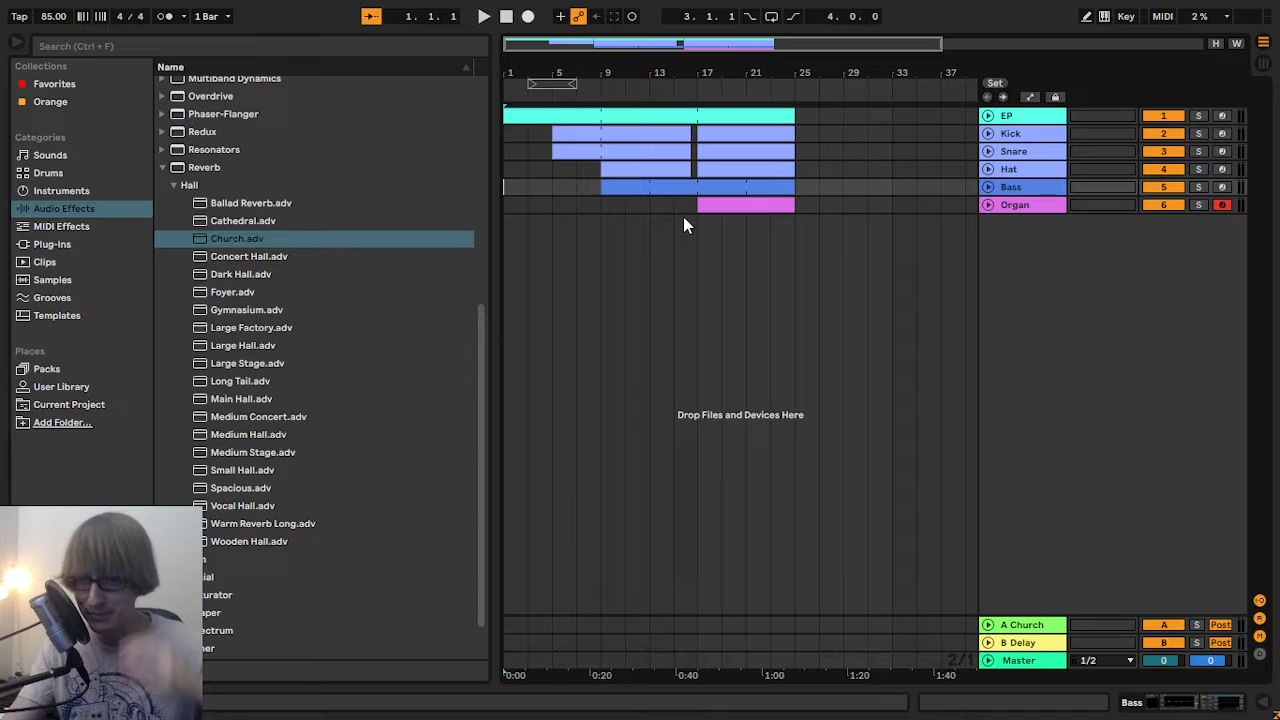 Tap 85.00 4 / 4 1 Bar 1. 1. 1 3. 1. 1 4. 0. 0 Key MIDI 2 %
Search (Ctrl + F)
H W
Collections
Favorites
Orange
Categories
Sounds
Drums
Instruments
Audio Effects
MIDI Effects
Plug-Ins
Clips
Samples
Grooves
Templates
Places
Packs
User Library
Current Project
Add Folder...
Name
Multiband Dynamics
Overdrive
Phaser-Flanger
Redux
Resonators
Reverb
Hall
Ballad Reverb.adv
Cathedral.adv
Church.adv
Concert Hall.adv
Dark Hall.adv
Foyer.adv
Gymnasium.adv
Large Factory.adv
Large Hall.adv
Large Stage.adv
Long Tail.adv
Main Hall.adv
Medium Concert.adv
Medium Hall.adv
Medium Stage.adv
Small Hall.adv
Spacious.adv
Vocal Hall.adv
Warm Reverb Long.adv
Wooden Hall.adv
m
ial
urator
aper
ectrum
ner
1 5 9 13 17 21 25 29 33 37
Set
EP 1 S
Kick 2 S
Snare 3 S
Hat 4 S
Bass 5 S
Organ 6 S
Drop Files and Devices Here
A Church A S Post
B Delay B S Post
2/1 Master 1/2 0 0
0:00 0:20 0:40 1:00 1:20 1:40
Bass